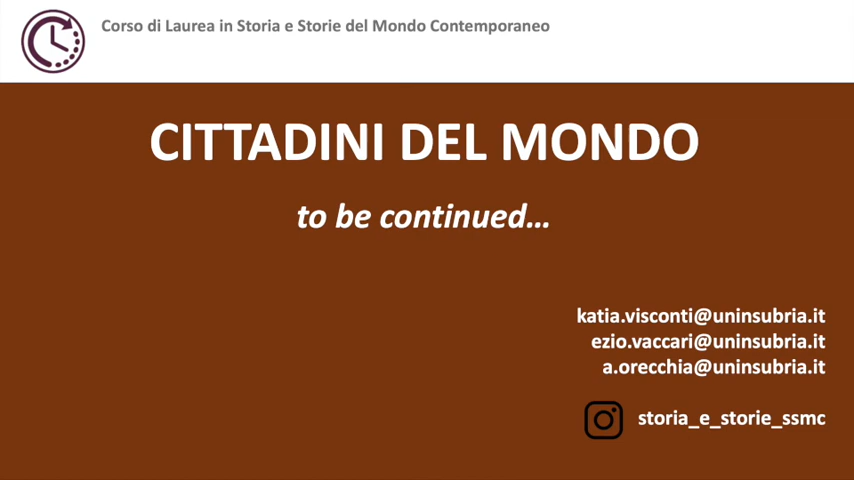 Corso di Laurea in Storia e Storie del Mondo Contemporaneo
CITTADINI DEL MONDO
to be continued...
katia.visconti@uninsubria.it
ezio.vaccari@uninsubria.it
a.orecchia@uninsubria.it
storia_e_storie_ssmc